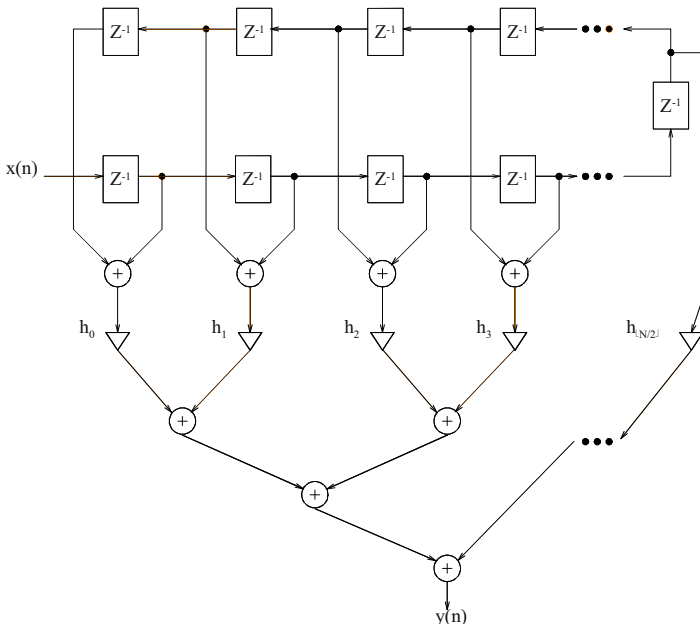 Z-1 Z-1 Z-1 Z-1
Z-1
x(n) Z-1 Z-1 Z-1 Z-1
+ + + +
h0 h1 h2 h3 h⌊N/2⌋
+ +
+
+
y(n)